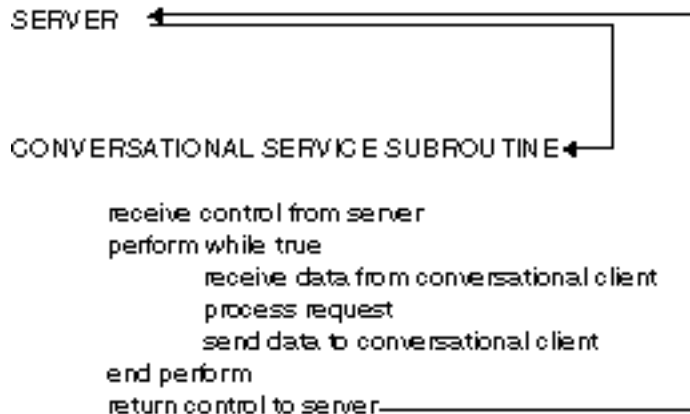 SERVER
CONVERSATIONAL SERVICE SUBROUTINE
receive control from server
perform while true
receive data from conversational client
process request
send data to conversational client
end perform
return control to server